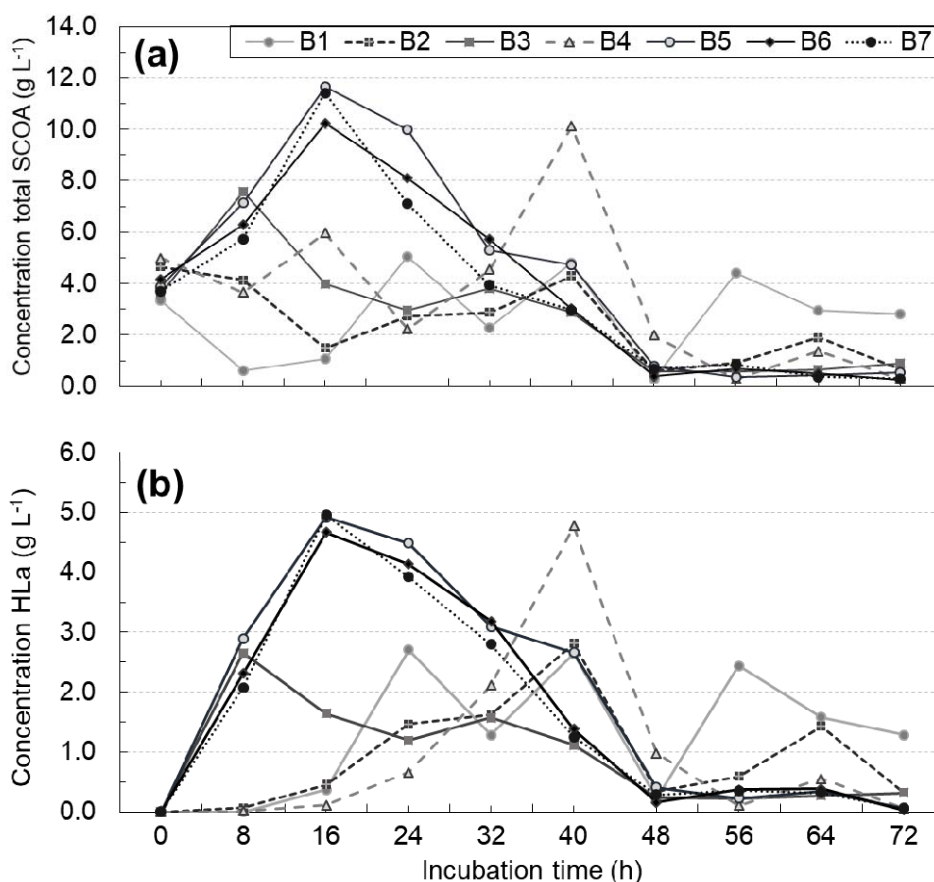 (a)
B1 B2 B3 B4 B5 B6 B7
Concentration total SCOA (g L⁻¹)
14.0
12.0
10.0
8.0
6.0
4.0
2.0
0.0
(b)
Concentration HLa (g L⁻¹)
6.0
5.0
4.0
3.0
2.0
1.0
0.0
0 8 16 24 32 40 48 56 64 72
Incubation time (h)